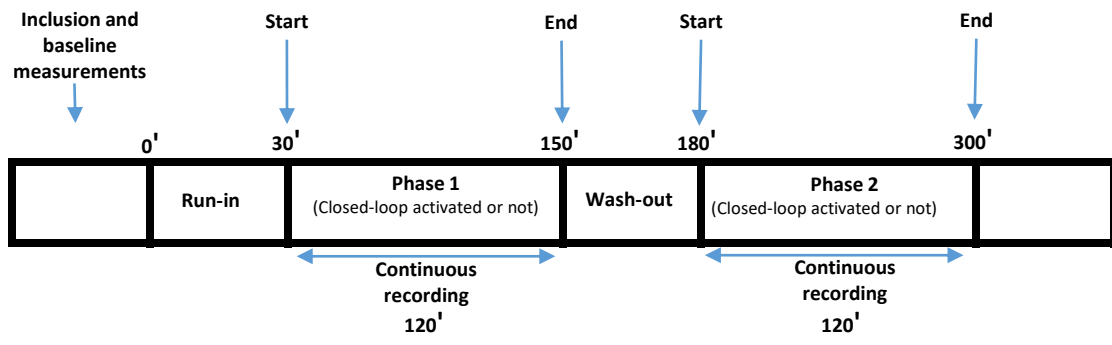 Inclusion and
baseline
measurements
Start
End
Start
End
0'
30'
150'
180'
300'
Run-in
Phase 1
(Closed-loop activated or not)
Wash-out
Phase 2
(Closed-loop activated or not)
Continuous
recording
120'
Continuous
recording
120'